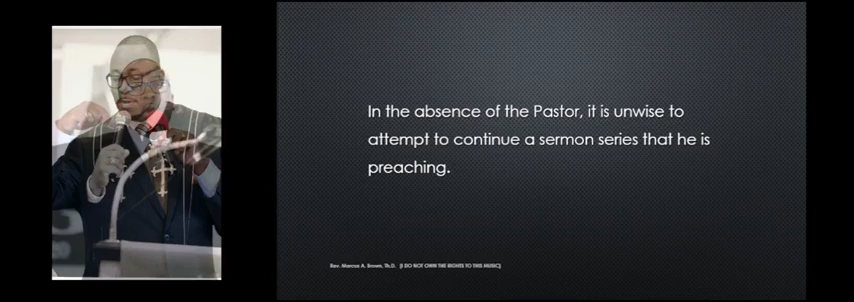 In the absence of the Pastor, it is unwise to
attempt to continue a sermon series that he is
preaching.
Rev. Marcos A. Brown, Th.D. [I DO NOT OWN THE RIGHTS TO THIS MUSIC]